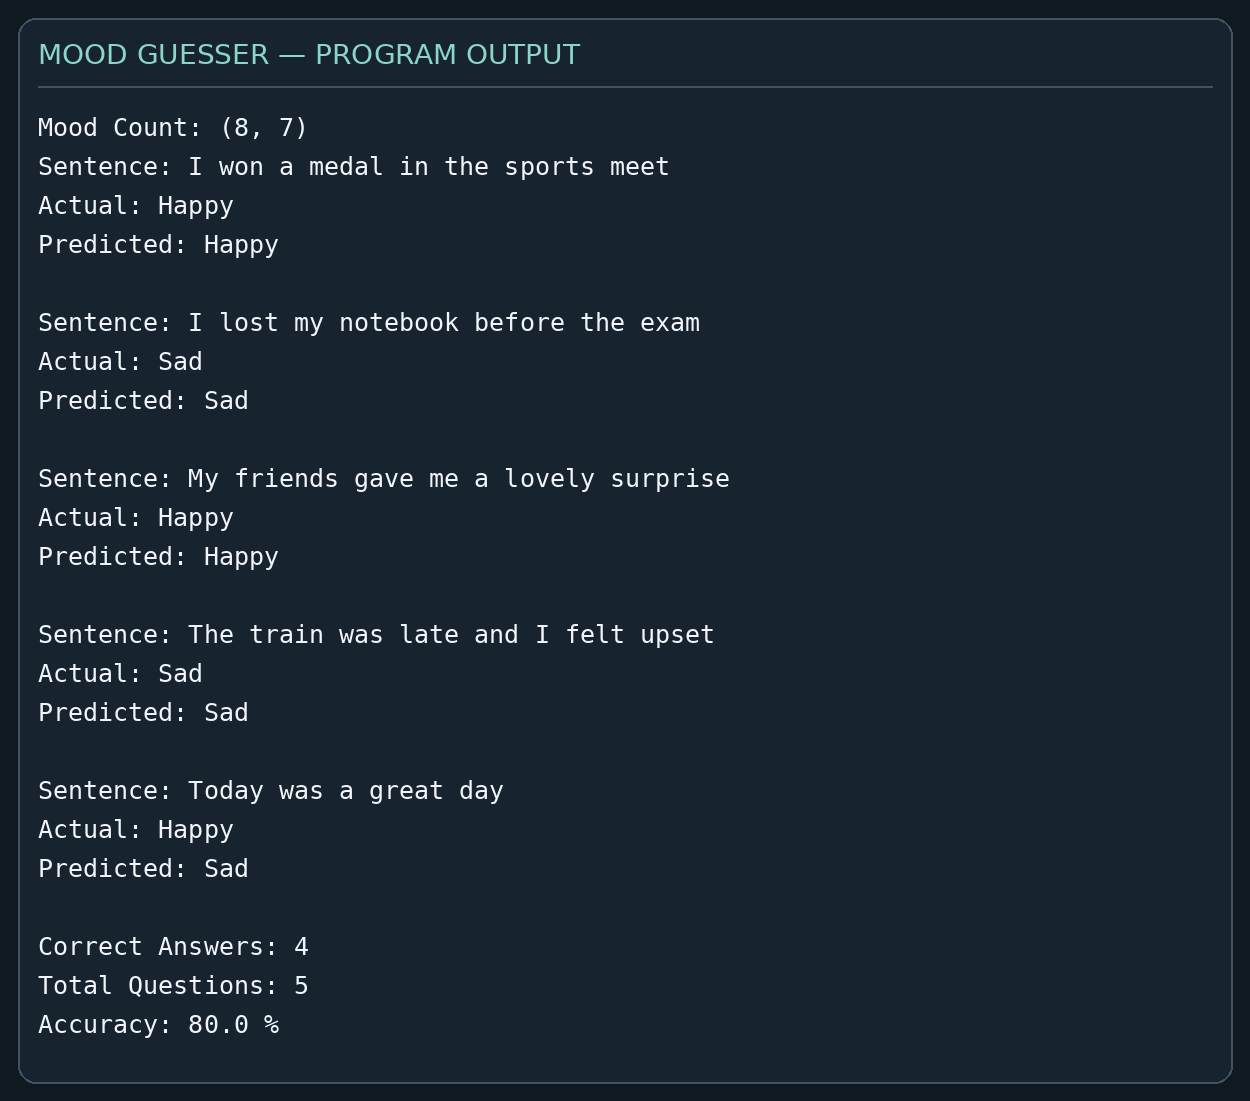 MOOD GUESSER — PROGRAM OUTPUT
Mood Count: (8, 7)
Sentence: I won a medal in the sports meet
Actual: Happy
Predicted: Happy
Sentence: I lost my notebook before the exam
Actual: Sad
Predicted: Sad
Sentence: My friends gave me a lovely surprise
Actual: Happy
Predicted: Happy
Sentence: The train was late and I felt upset
Actual: Sad
Predicted: Sad
Sentence: Today was a great day
Actual: Happy
Predicted: Sad
Correct Answers: 4
Total Questions: 5
Accuracy: 80.0 %